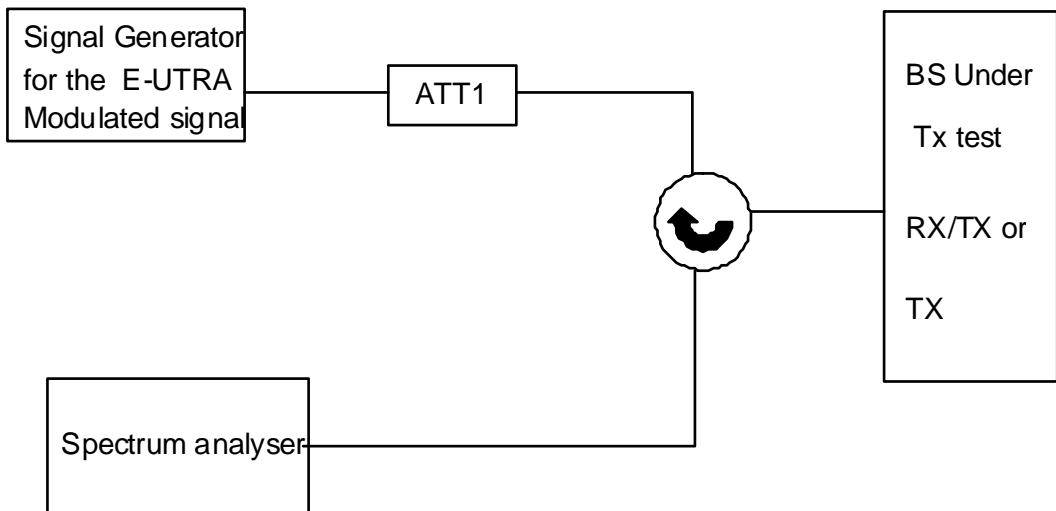 Signal Generator
for the E-UTRA
Modulated signal
ATT1
BS Under
Tx test
RX/TX or
TX
Spectrum analyser